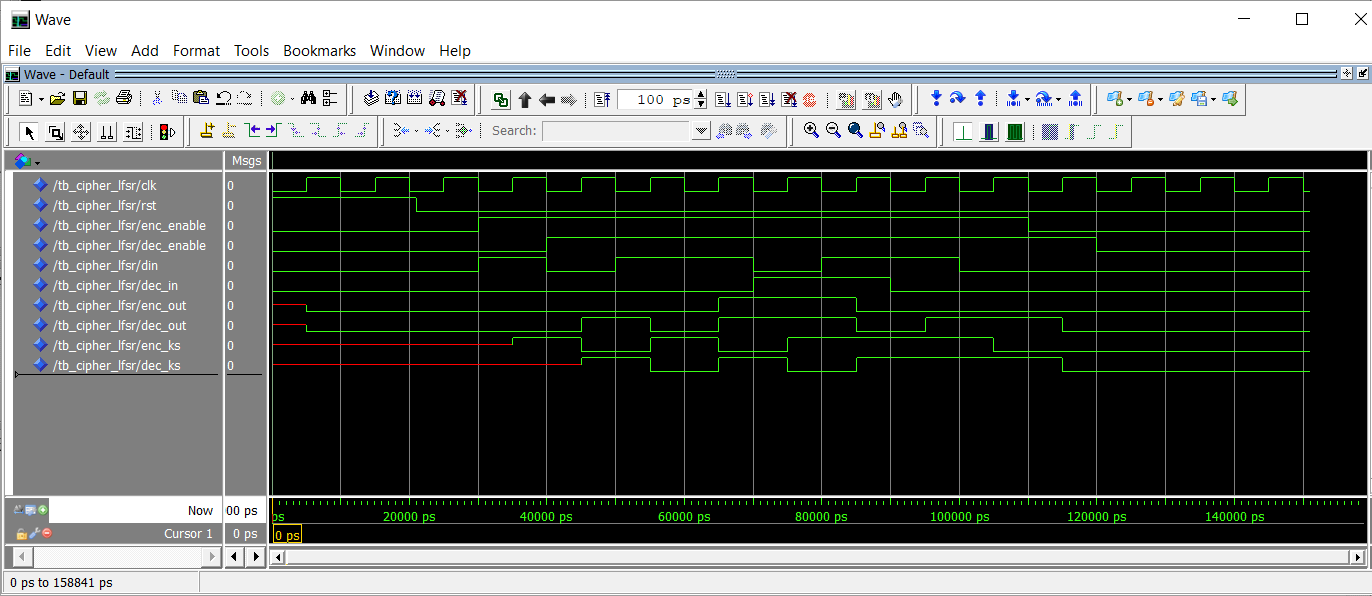 Wave
File Edit View Add Format Tools Bookmarks Window Help
Wave - Default
100 ps
Search:
Msgs
/tb_cipher_lfsr/clk 0
/tb_cipher_lfsr/rst 0
/tb_cipher_lfsr/enc_enable 0
/tb_cipher_lfsr/dec_enable 0
/tb_cipher_lfsr/din 0
/tb_cipher_lfsr/dec_in 0
/tb_cipher_lfsr/enc_out 0
/tb_cipher_lfsr/dec_out 0
/tb_cipher_lfsr/enc_ks 0
/tb_cipher_lfsr/dec_ks 0
Now 00 ps ps 20000 ps 40000 ps 60000 ps 80000 ps 100000 ps 120000 ps 140000 ps
Cursor 1 0 ps 0 ps
0 ps to 158841 ps